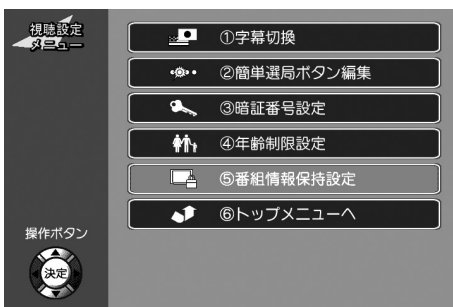 視聴設定
メニュー
①字幕切換
②簡単選局ボタン編集
③暗証番号設定
④年齢制限設定
⑤番組情報保持設定
⑥トップメニューへ
操作ボタン
決定